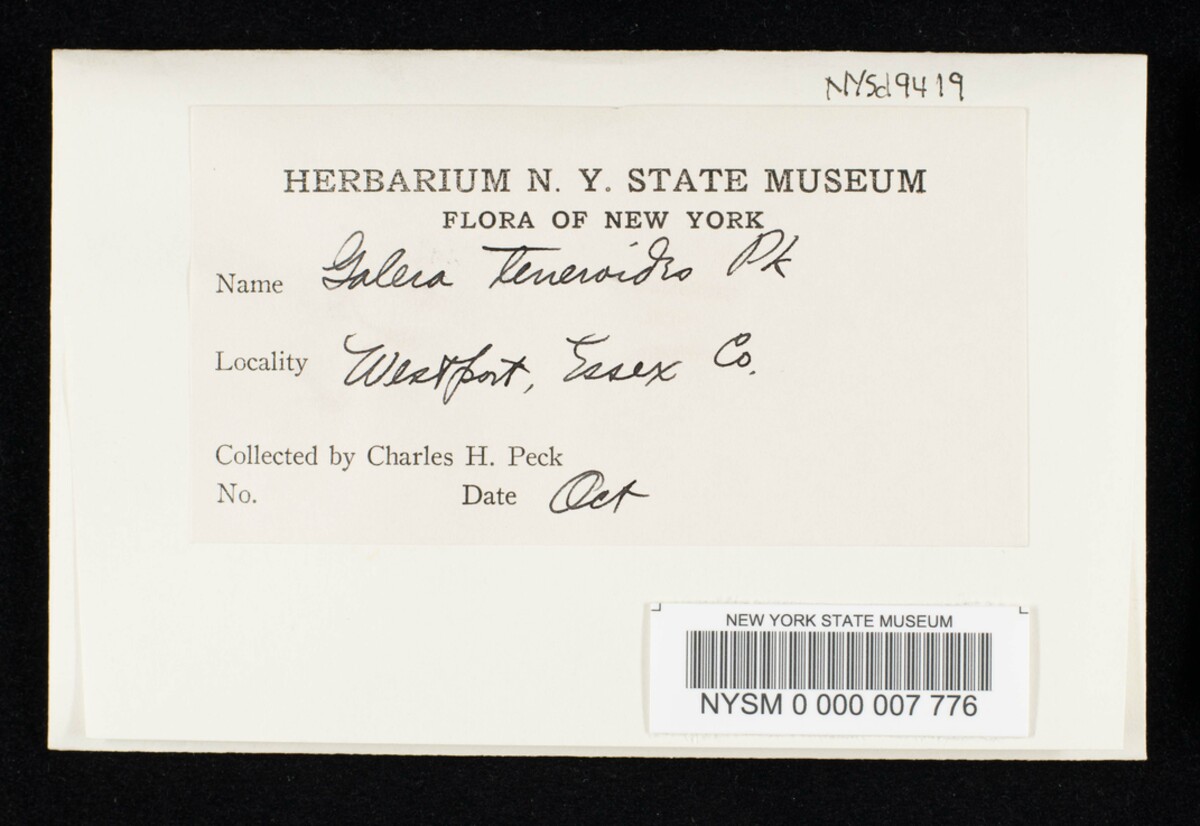 NYSd9419
HERBARIUM N. Y. STATE MUSEUM
FLORA OF NEW YORK
Name Galera teneroides Pk
Locality Westport, Essex Co.
Collected by Charles H. Peck
No. Date Oct
NEW YORK STATE MUSEUM
NYSM 0 000 007 776